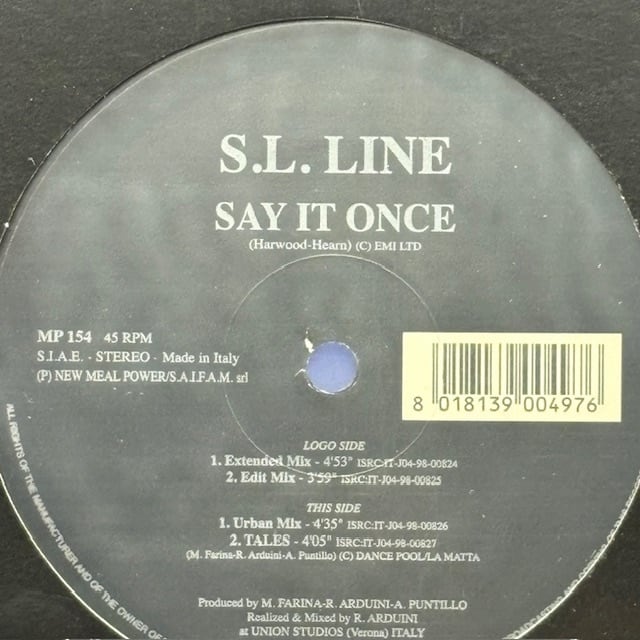 S.L. LINE
SAY IT ONCE
(Harwood-Hearn) (C) EMI LTD
MP 154 45 RPM
S.I.A.E. - STEREO - Made in Italy
(P) NEW MEAL POWER/S.A.I.F.A.M. srl
8 018139 004976
LOGO SIDE
1. Extended Mix - 4'53" ISRC:IT-J04-98-00824
2. Edit Mix - 3'59" ISRC:IT-J04-98-00825
THIS SIDE
1. Urban Mix - 4'35" ISRC:IT-J04-98-00826
2. TALES - 4'05" ISRC:IT-J04-98-00827
(M. Farina-R. Arduini-A. Puntillo) (C) DANCE POOL/LA MATTA
Produced by M. FARINA-R. ARDUINI-A. PUNTILLO
Realized & Mixed by R. ARDUINI
at UNION STUDIOS (Verona) ITALY
ALL RIGHTS OF THE MANUFACTURER AND OF THE OWNER OF